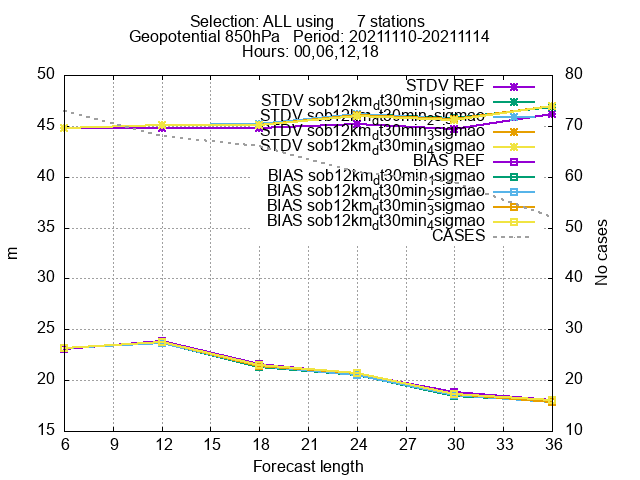 Selection: ALL using 7 stations
Geopotential 850hPa Period: 20211110-20211114
Hours: 00,06,12,18
50
45
40
35
30
25
20
15
m
80
70
60
50
40
30
20
10
No cases
STDV REF
STDV sob12km_dt30min_1sigmao
STDV sob12km_dt30min_2sigmao
STDV sob12km_dt30min_3sigmao
STDV sob12km_dt30min_4sigmao
BIAS REF
BIAS sob12km_dt30min_1sigmao
BIAS sob12km_dt30min_2sigmao
BIAS sob12km_dt30min_3sigmao
BIAS sob12km_dt30min_4sigmao
CASES
6 9 12 15 18 21 24 27 30 33 36
Forecast length